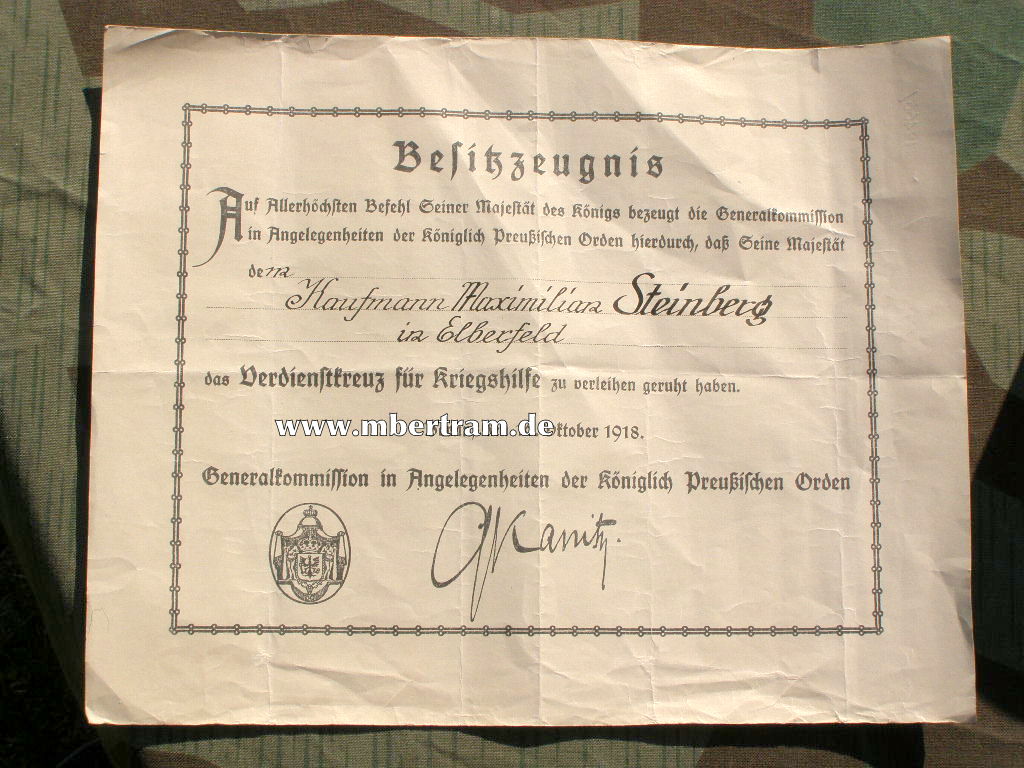 Besitzzeugnis
Auf Allerhöchsten Befehl Seiner Majestät des Königs bezeugt die Generalkommission
in Angelegenheiten der Königlich Preußischen Orden hierdurch, daß Seine Majestät
dem
Kaufmann Maximilian Steinberg
in Elberfeld
das Verdienstkreuz für Kriegshilfe zu verleihen geruht haben.
www.mbertram.de
Oktober 1918.
Generalkommission in Angelegenheiten der Königlich Preußischen Orden
Kanitz.